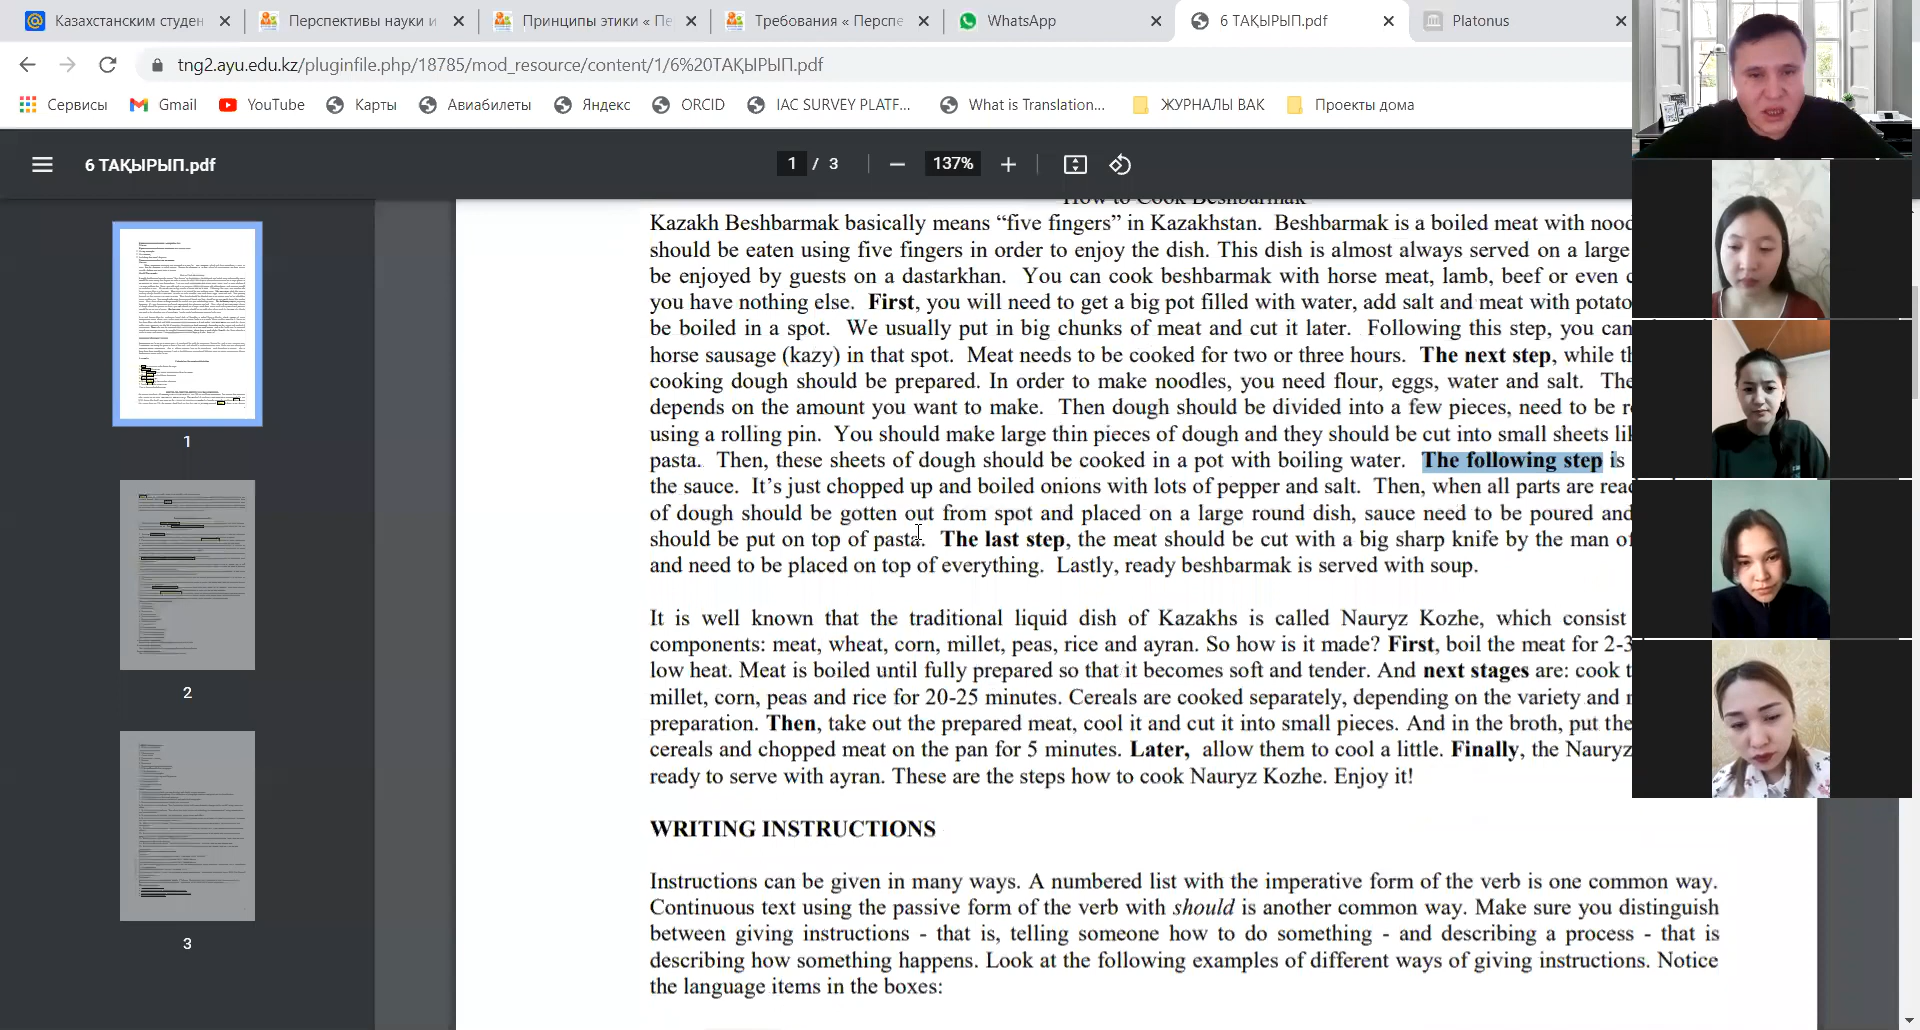 Казахстанским студен
Перспективы науки и
Принципы этики « Пе
Требования « Перспе
WhatsApp
6 ТАҚЫРЫП.pdf
Platonus
tng2.ayu.edu.kz/pluginfile.php/18785/mod_resource/content/1/6%20ТАҚЫРЫП.pdf
Сервисы
Gmail
YouTube
Карты
Авиабилеты
Яндекс
ORCID
IAC SURVEY PLATF...
What is Translation...
ЖУРНАЛЫ ВАК
Проекты дома
6 ТАҚЫРЫП.pdf
1 / 3
137%
1
2
3
How to Cook Beshbarmak
Kazakh Beshbarmak basically means “five fingers” in Kazakhstan. Beshbarmak is a boiled meat with nood
should be eaten using five fingers in order to enjoy the dish. This dish is almost always served on a large
be enjoyed by guests on a dastarkhan. You can cook beshbarmak with horse meat, lamb, beef or even
you have nothing else. First, you will need to get a big pot filled with water, add salt and meat with potato
be boiled in a spot. We usually put in big chunks of meat and cut it later. Following this step, you can
horse sausage (kazy) in that spot. Meat needs to be cooked for two or three hours. The next step, while
cooking dough should be prepared. In order to make noodles, you need flour, eggs, water and salt. The
depends on the amount you want to make. Then dough should be divided into a few pieces, need to be
using a rolling pin. You should make large thin pieces of dough and they should be cut into small sheets
pasta. Then, these sheets of dough should be cooked in a pot with boiling water. The following step is
the sauce. It’s just chopped up and boiled onions with lots of pepper and salt. Then, when all parts are
of dough should be gotten out from spot and placed on a large round dish, sauce need to be poured and
should be put on top of pasta. The last step, the meat should be cut with a big sharp knife by the man
and need to be placed on top of everything. Lastly, ready beshbarmak is served with soup.
It is well known that the traditional liquid dish of Kazakhs is called Nauryz Kozhe, which consist
components: meat, wheat, corn, millet, peas, rice and ayran. So how is it made? First, boil the meat for 2-3
low heat. Meat is boiled until fully prepared so that it becomes soft and tender. And next stages are: cook
millet, corn, peas and rice for 20-25 minutes. Cereals are cooked separately, depending on the variety and
preparation. Then, take out the prepared meat, cool it and cut it into small pieces. And in the broth, put the
cereals and chopped meat on the pan for 5 minutes. Later, allow them to cool a little. Finally, the Nauryz
ready to serve with ayran. These are the steps how to cook Nauryz Kozhe. Enjoy it!
WRITING INSTRUCTIONS
Instructions can be given in many ways. A numbered list with the imperative form of the verb is one common way.
Continuous text using the passive form of the verb with should is another common way. Make sure you distinguish
between giving instructions - that is, telling someone how to do something - and describing a process - that is
describing how something happens. Look at the following examples of different ways of giving instructions. Notice
the language items in the boxes: